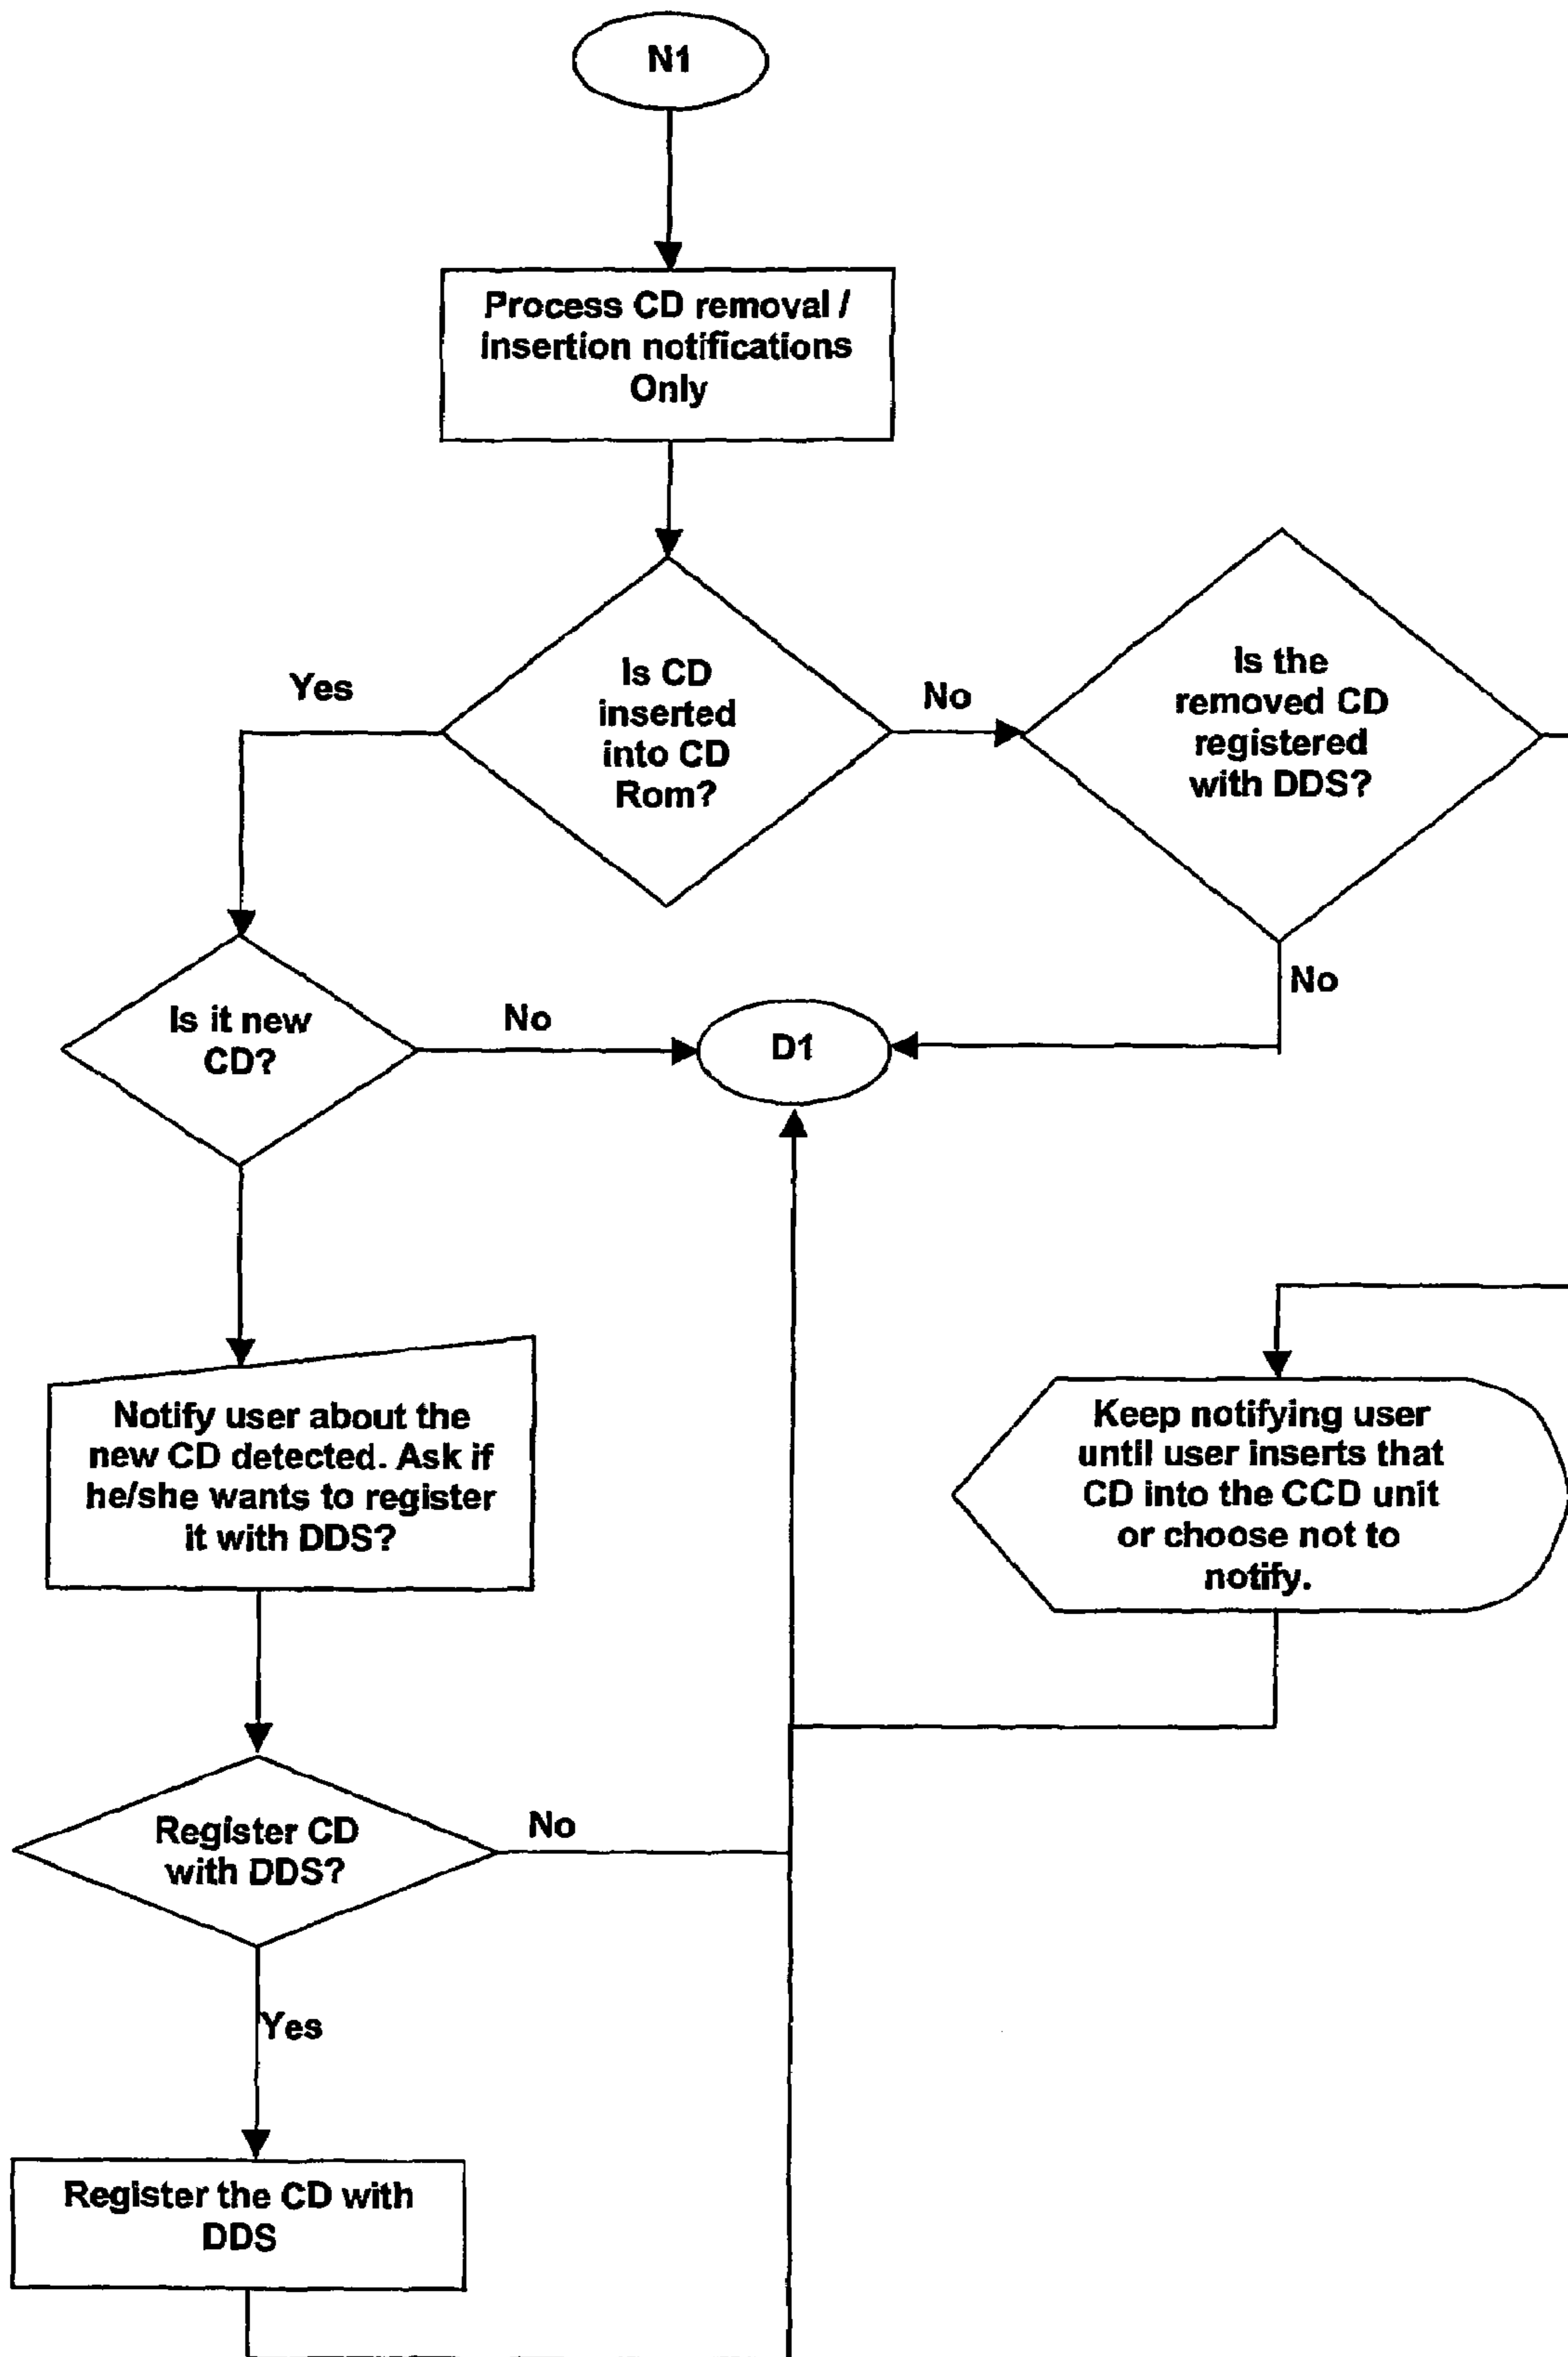 N1
Process CD removal /
insertion notifications
Only
Is CD
inserted
into CD
Rom?
Yes
No
Is the
removed CD
registered
with DDS?
No
Is it new
CD?
No
D1
Notify user about the
new CD detected. Ask if
he/she wants to register
it with DDS?
Keep notifying user
until user inserts that
CD into the CCD unit
or choose not to
notify.
Register CD
with DDS?
No
Yes
Register the CD with
DDS